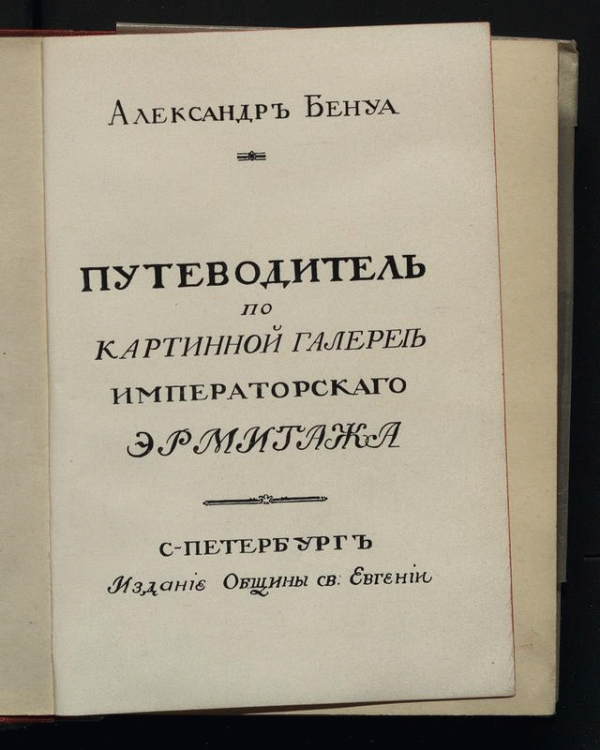 Александръ Бенуа
ПУТЕВОДИТЕЛЬ
по
КАРТИННОЙ ГАЛЕРЕѢ
ИМПЕРАТОРСКАГО
ЭРМИТАЖА
С-ПЕТЕРБУРГЪ
Изданіе Общины св. Евгеніи